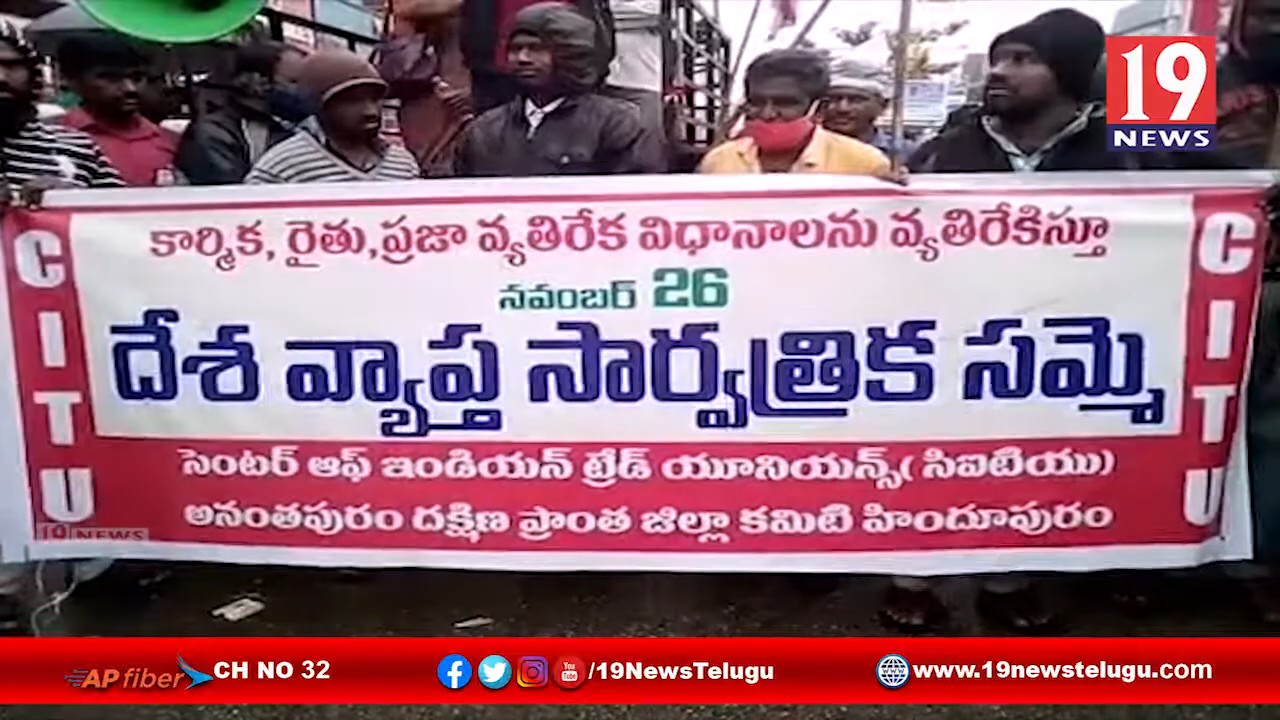 19
NEWS
కార్మిక, రైతు,ప్రజా వ్యతిరేక విధానాలను వ్యతిరేకిస్తూ
నవంబర్ 26
దేశ వ్యాప్త సార్వత్రిక సమ్మె
సెంటర్ ఆఫ్ ఇండియన్ ట్రేడ్ యూనియన్స్( సిఐటియు)
అనంతపురం దక్షిణ ప్రాంత జిల్లా కమిటి హిందూపురం
CITU
CITU
19 NEWS
AP fiber CH NO 32
/19NewsTelugu
www.19newstelugu.com